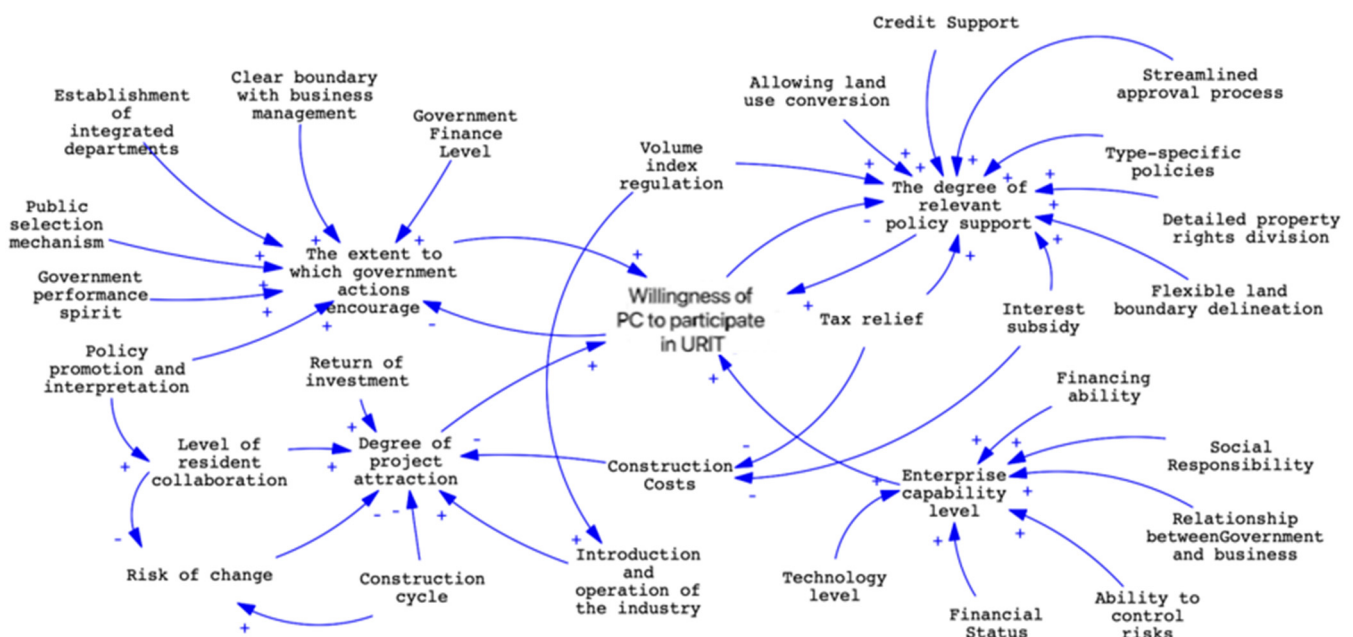 Credit Support
Clear boundary
with business
management
Establishment
of
integrated
departments
Government
Finance
Level
Allowing land
use conversion
Streamlined
approval process
Volume
index
regulation
Type-specific
policies
Public
selection
mechanism
The degree of
relevant
policy support
Detailed property
rights division
The extent to
which government
actions
encourage
Government
performance
spirit
Willingness of
PC to participate
in URIT
Tax relief
Interest
subsidy
Flexible land
boundary delineation
Policy
promotion and
interpretation
Return of
investment
Financing
ability
Level of
resident
collaboration
Degree of
project
attraction
Construction
Costs
Enterprise
capability
level
Social
Responsibility
Relationship
betweenGovernment
and business
Risk of change
Construction
cycle
Introduction
and
operation of
the industry
Technology
level
Financial
Status
Ability to
control
risks
+
+
+
+
+
+
+
-
+
+
+
+
+
+
+
+
-
+
+
+
+
+
+
-
+
-
-
-
+
+
-
-
+
+
+
+
+
+
+
+